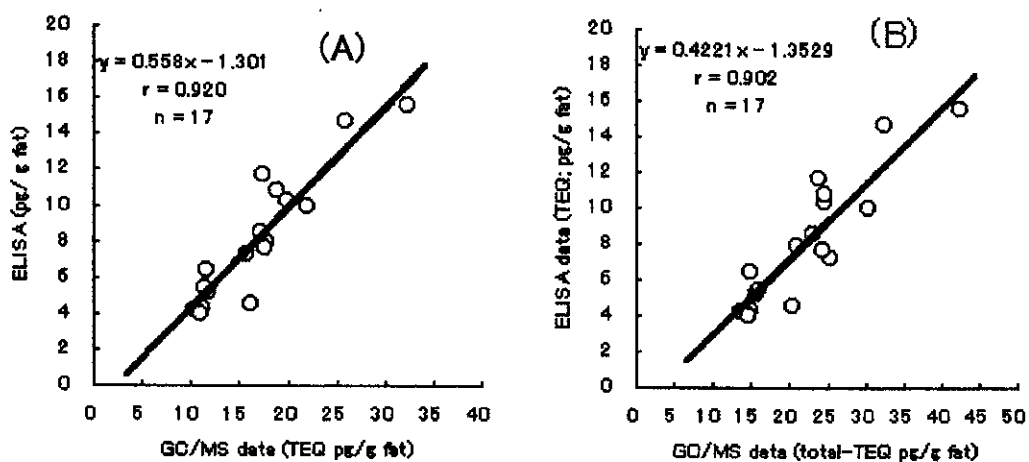 (A)
y = 0.558x - 1.301
r = 0.920
n = 17
ELISA (pg/ g fat)
20
18
16
14
12
10
8
6
4
2
0
0 5 10 15 20 25 30 35 40
GC/MS data (TEQ pg/g fat)
(B)
y = 0.4221x - 1.3529
r = 0.902
n = 17
ELISA data (TEQ; pg/g fat)
20
18
16
14
12
10
8
6
4
2
0
0 5 10 15 20 25 30 35 40 45 50
GC/MS data (total-TEQ pg/g fat)